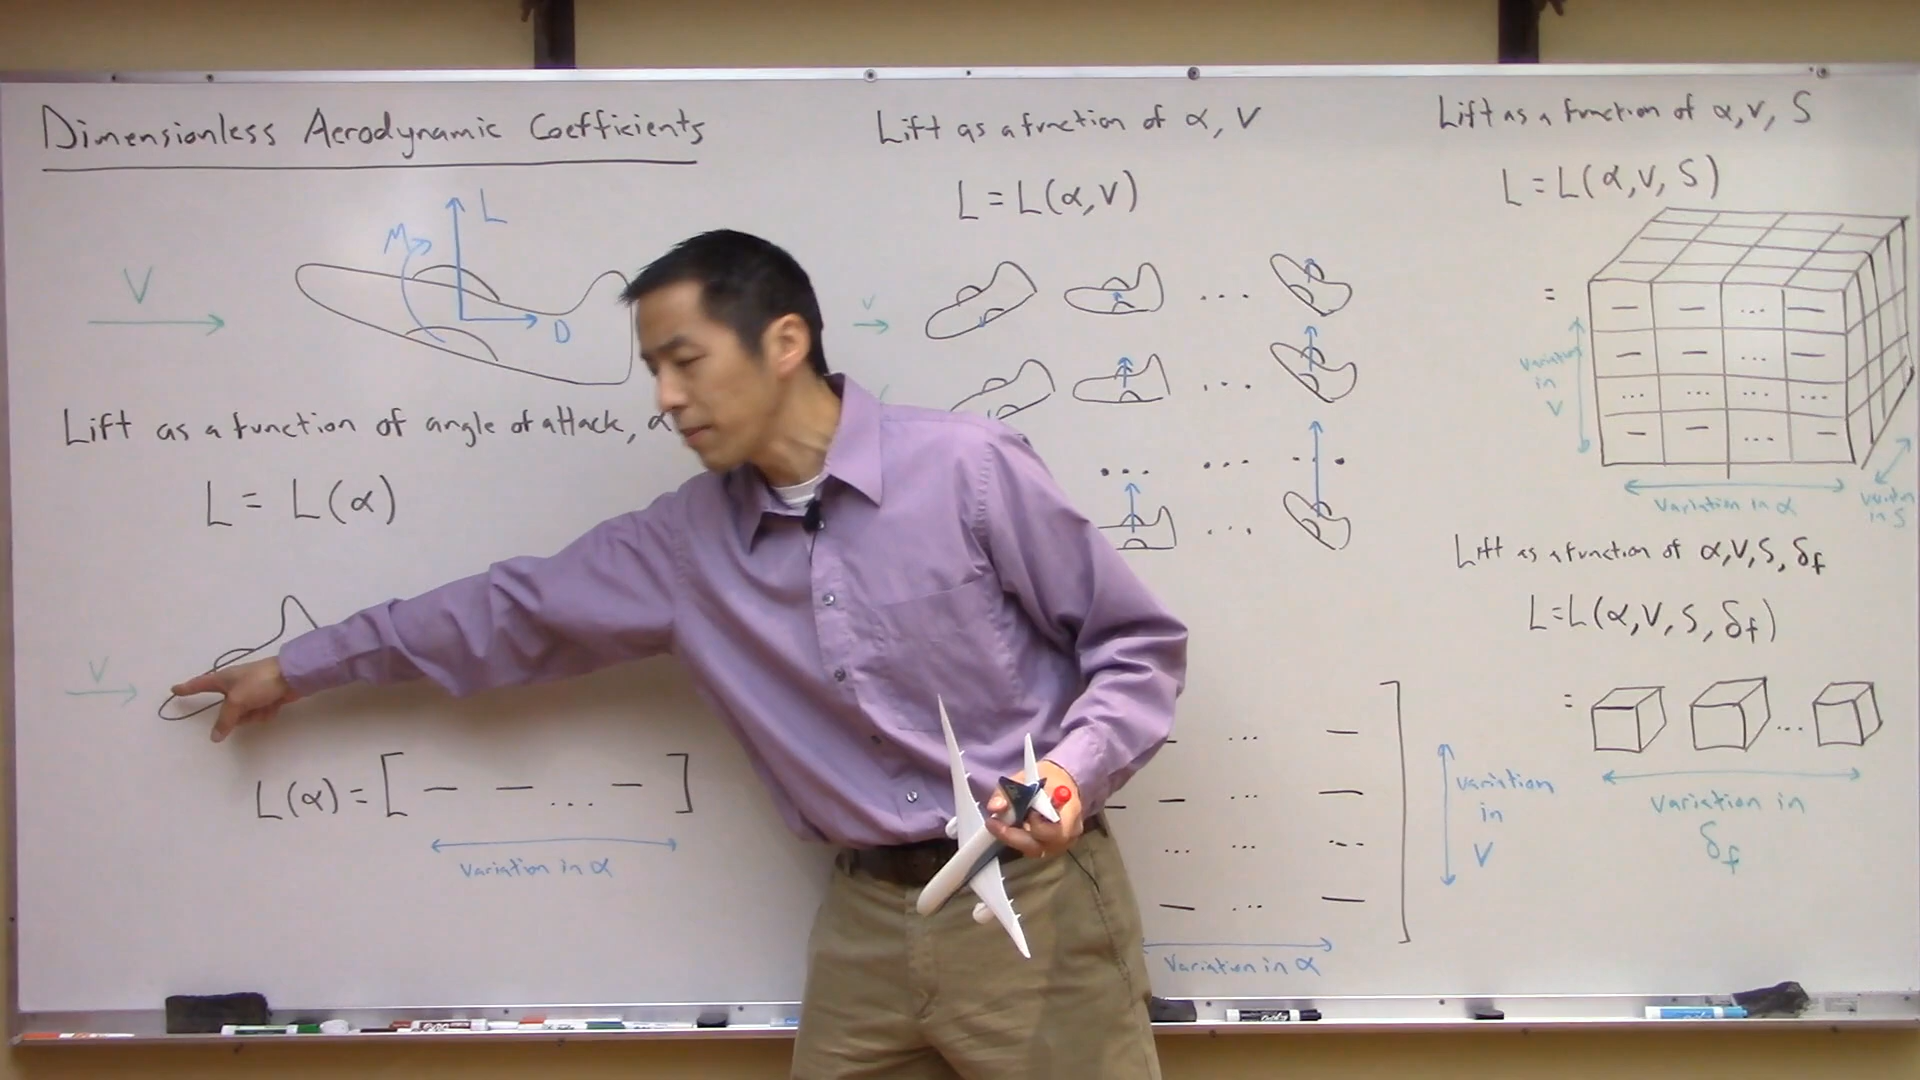 Dimensionless Aerodynamic Coefficients
V
L
M
D
Lift as a function of angle of attack, α
L = L(α)
V
L(α) = [ — — ... — ]
Variation in α
Lift as a function of α, V
L = L(α, V)
V
... 
...
... ...
...
... —
— ... —
... ... ...
— ... —
Variation in α
variation
in
V
Lift as a function of α, V, S
L = L(α, V, S)
=
— — ... —
— — ... —
... ... ... ...
— — ... —
Variation
in
V
Variation in α
in S
Lift as a function of α, V, S, δf
L = L(α, V, S, δf)
= ...
Variation in
δf